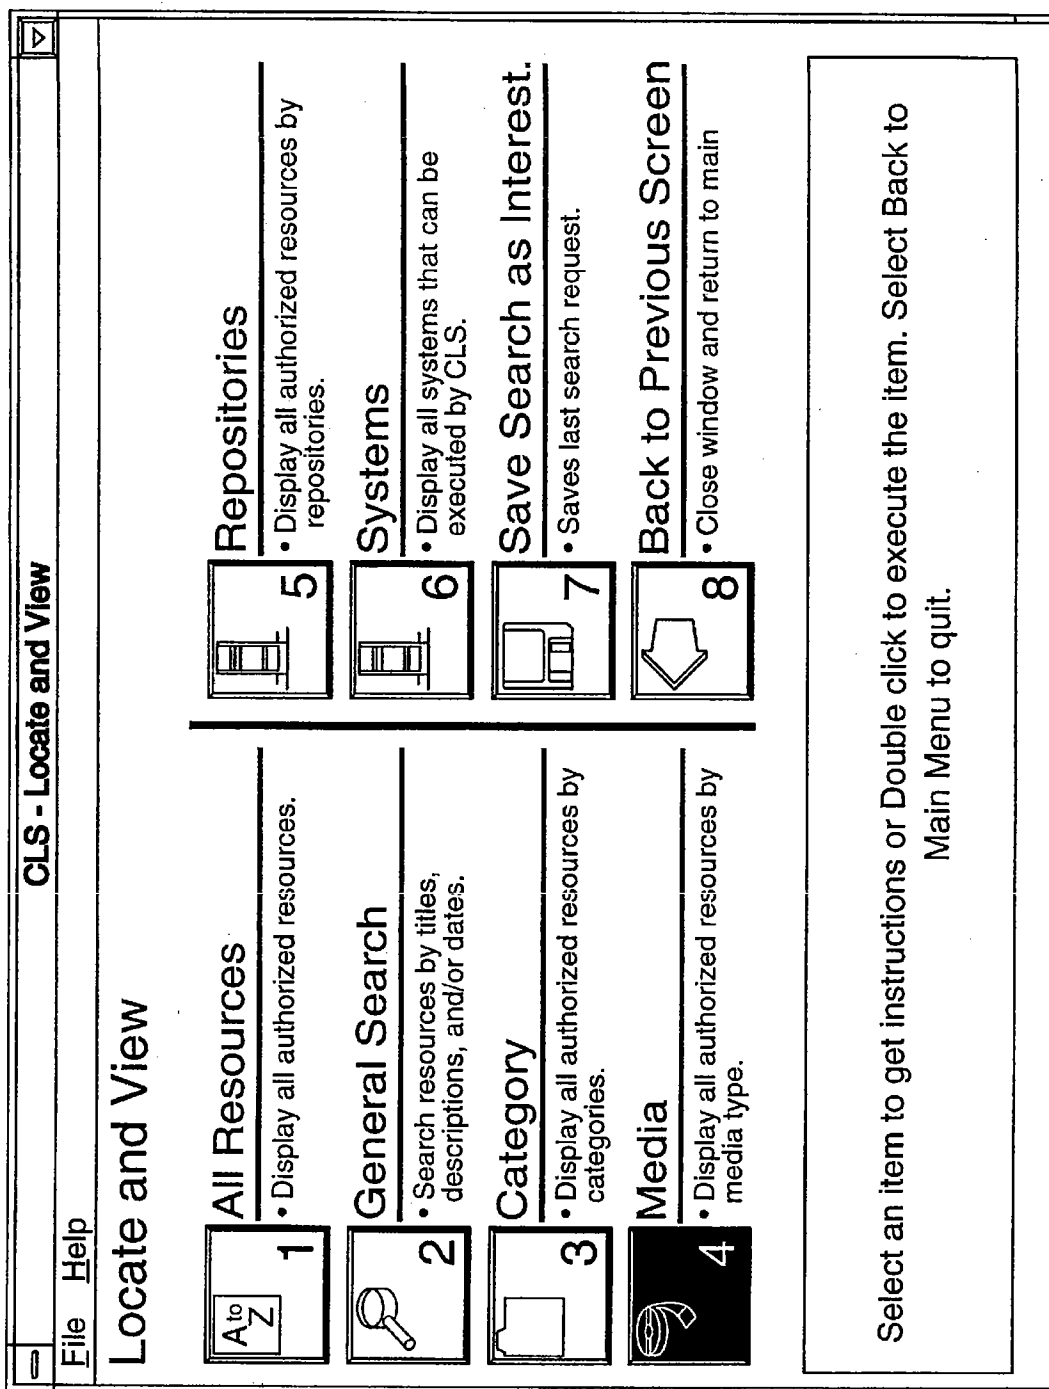 CLS - Locate and View
File Help
Locate and View
A to
Z
1
All Resources
• Display all authorized resources.
2
General Search
• Search resources by titles,
descriptions, and/or dates.
3
Category
• Display all authorized resources by
categories.
4
Media
• Display all authorized resources by
media type.
5
Repositories
• Display all authorized resources by
repositories.
6
Systems
• Display all systems that can be
executed by CLS.
7
Save Search as Interest.
• Saves last search request.
8
Back to Previous Screen
• Close window and return to main
Select an item to get instructions or Double click to execute the item. Select Back to
Main Menu to quit.